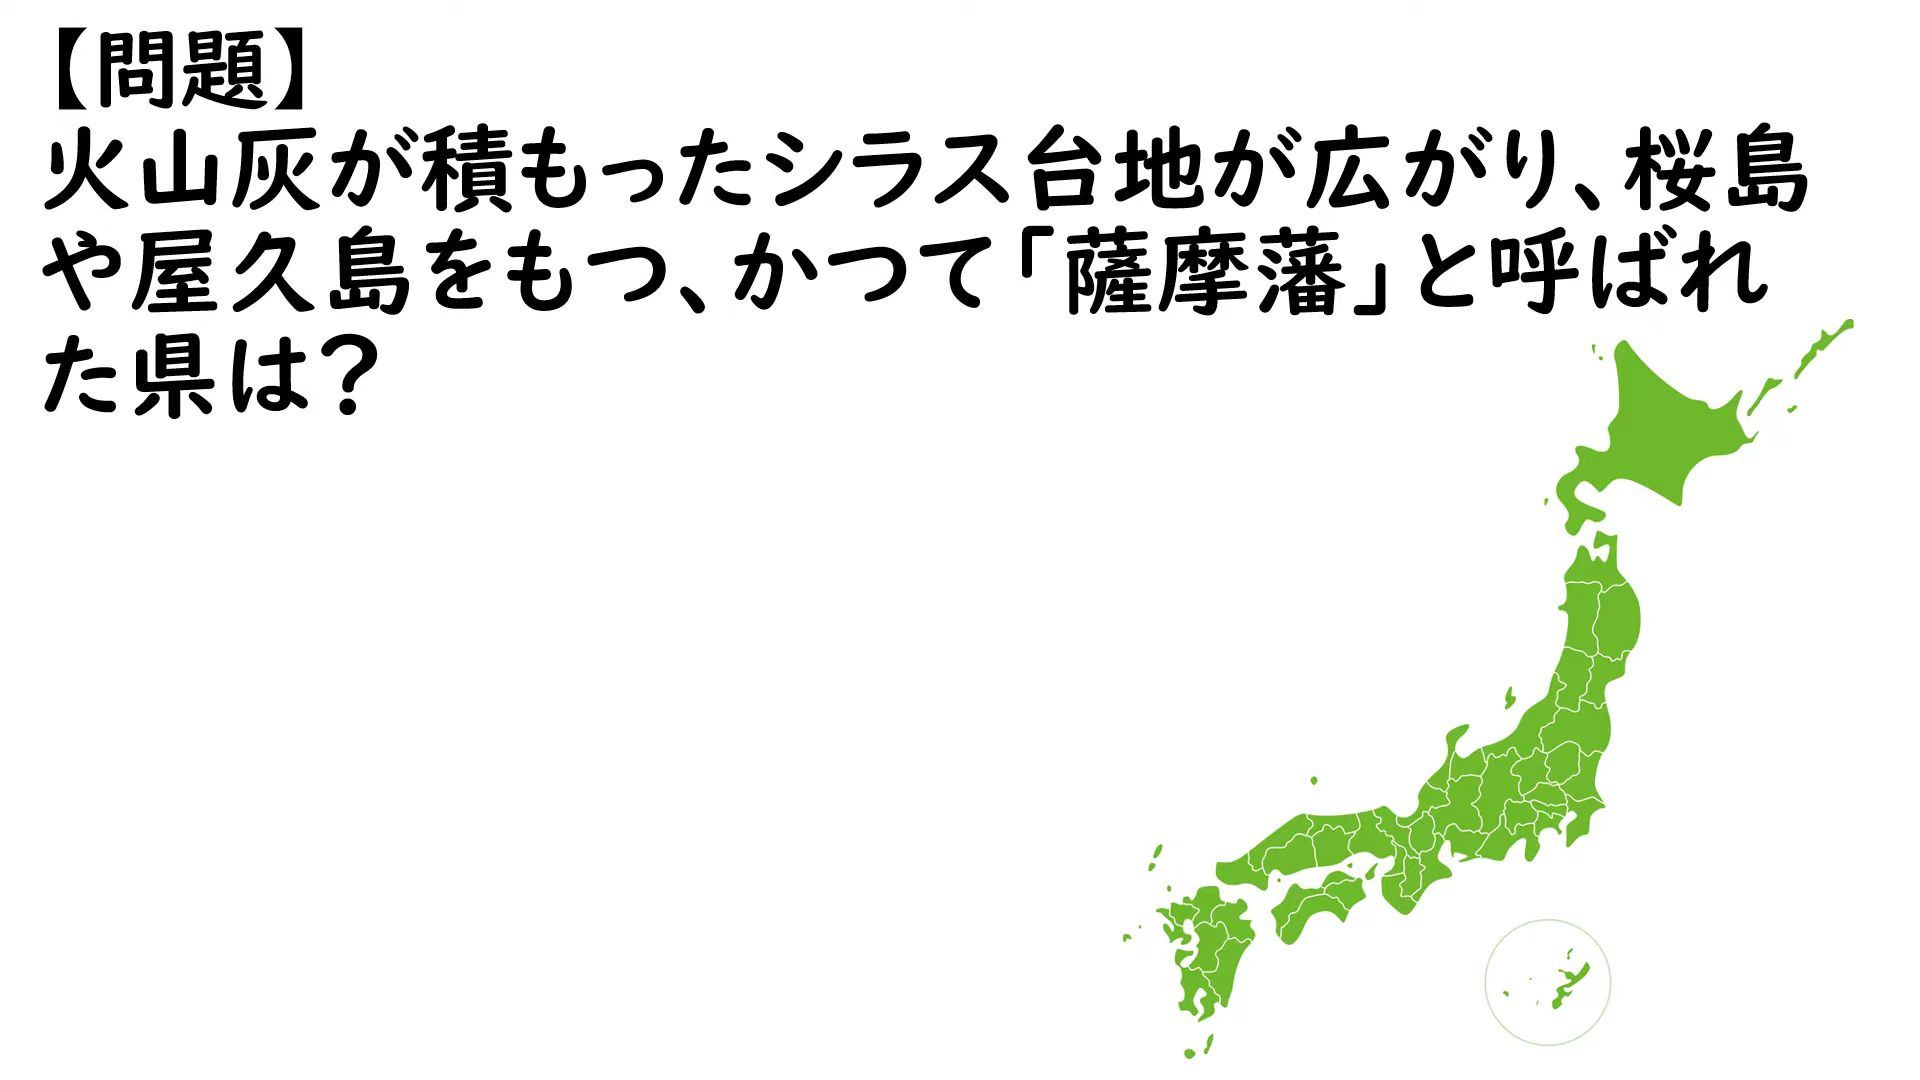 【問題】
火山灰が積もったシラス台地が広がり、桜島
や屋久島をもつ、かつて「薩摩藩」と呼ばれ
た県は?